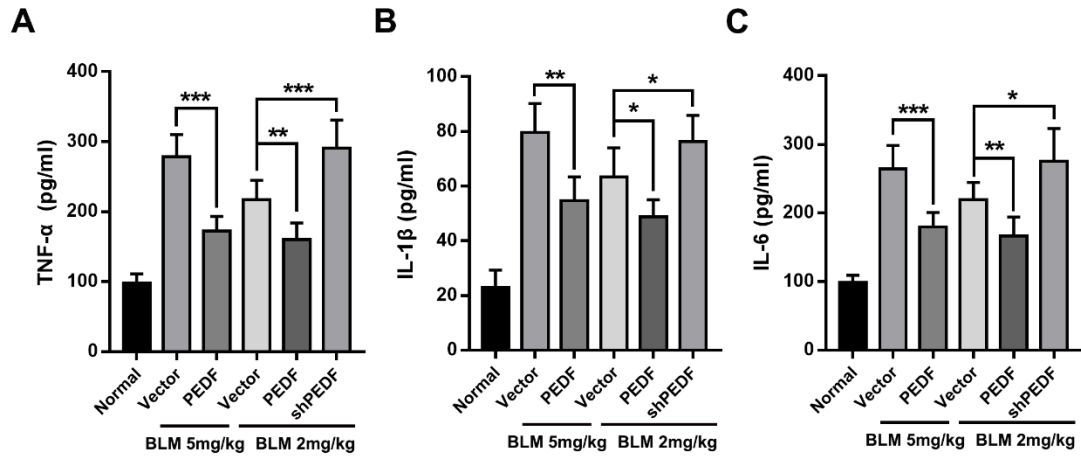 A
TNF-α (pg/ml)
400
300
200
100
0
***
***
**
Normal
Vector
PEDF
Vector
PEDF
shPEDF
BLM 5mg/kg
BLM 2mg/kg
B
IL-1β (pg/ml)
100
80
60
40
20
0
**
*
*
Normal
Vector
PEDF
Vector
PEDF
shPEDF
BLM 5mg/kg
BLM 2mg/kg
C
IL-6 (pg/ml)
400
300
200
100
0
***
*
**
Normal
Vector
PEDF
Vector
PEDF
shPEDF
BLM 5mg/kg
BLM 2mg/kg